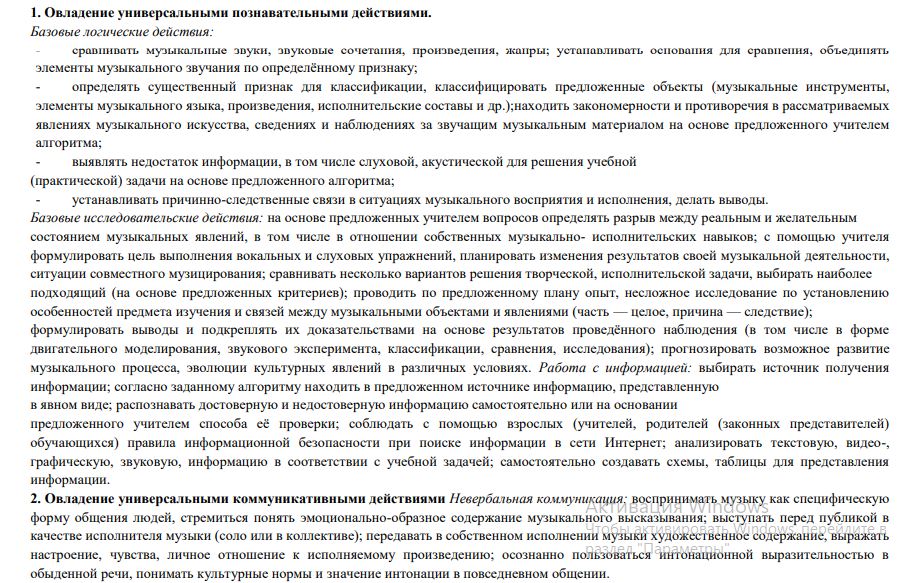 1. Овладение универсальными познавательными действиями.
Базовые логические действия:
- сравнивать музыкальные звуки, звуковые сочетания, произведения, жанры; устанавливать основания для сравнения, объединять
элементы музыкального звучания по определённому признаку;
- определять существенный признак для классификации, классифицировать предложенные объекты (музыкальные инструменты,
элементы музыкального языка, произведения, исполнительские составы и др.);находить закономерности и противоречия в рассматриваемых
явлениях музыкального искусства, сведениях и наблюдениях за звучащим музыкальным материалом на основе предложенного учителем
алгоритма;
- выявлять недостаток информации, в том числе слуховой, акустической для решения учебной
(практической) задачи на основе предложенного алгоритма;
- устанавливать причинно-следственные связи в ситуациях музыкального восприятия и исполнения, делать выводы.
Базовые исследовательские действия: на основе предложенных учителем вопросов определять разрыв между реальным и желательным
состоянием музыкальных явлений, в том числе в отношении собственных музыкально- исполнительских навыков; с помощью учителя
формулировать цель выполнения вокальных и слуховых упражнений, планировать изменения результатов своей музыкальной деятельности,
ситуации совместного музицирования; сравнивать несколько вариантов решения творческой, исполнительской задачи, выбирать наиболее
подходящий (на основе предложенных критериев); проводить по предложенному плану опыт, несложное исследование по установлению
особенностей предмета изучения и связей между музыкальными объектами и явлениями (часть — целое, причина — следствие);
формулировать выводы и подкреплять их доказательствами на основе результатов проведённого наблюдения (в том числе в форме
двигательного моделирования, звукового эксперимента, классификации, сравнения, исследования); прогнозировать возможное развитие
музыкального процесса, эволюции культурных явлений в различных условиях. Работа с информацией: выбирать источник получения
информации; согласно заданному алгоритму находить в предложенном источнике информацию, представленную
в явном виде; распознавать достоверную и недостоверную информацию самостоятельно или на основании
предложенного учителем способа её проверки; соблюдать с помощью взрослых (учителей, родителей (законных представителей)
обучающихся) правила информационной безопасности при поиске информации в сети Интернет; анализировать текстовую, видео-,
графическую, звуковую, информацию в соответствии с учебной задачей; самостоятельно создавать схемы, таблицы для представления
информации.
2. Овладение универсальными коммуникативными действиями Невербальная коммуникация: воспринимать музыку как специфическую
форму общения людей, стремиться понять эмоционально-образное содержание музыкального высказывания; выступать перед публикой в
качестве исполнителя музыки (соло или в коллективе); передавать в собственном исполнении музыки художественное содержание, выражать
настроение, чувства, личное отношение к исполняемому произведению; осознанно пользоваться интонационной выразительностью в
обыденной речи, понимать культурные нормы и значение интонации в повседневном общении.
Активация Windows
Чтобы активировать Windows, перейдите в
раздел "Параметры".